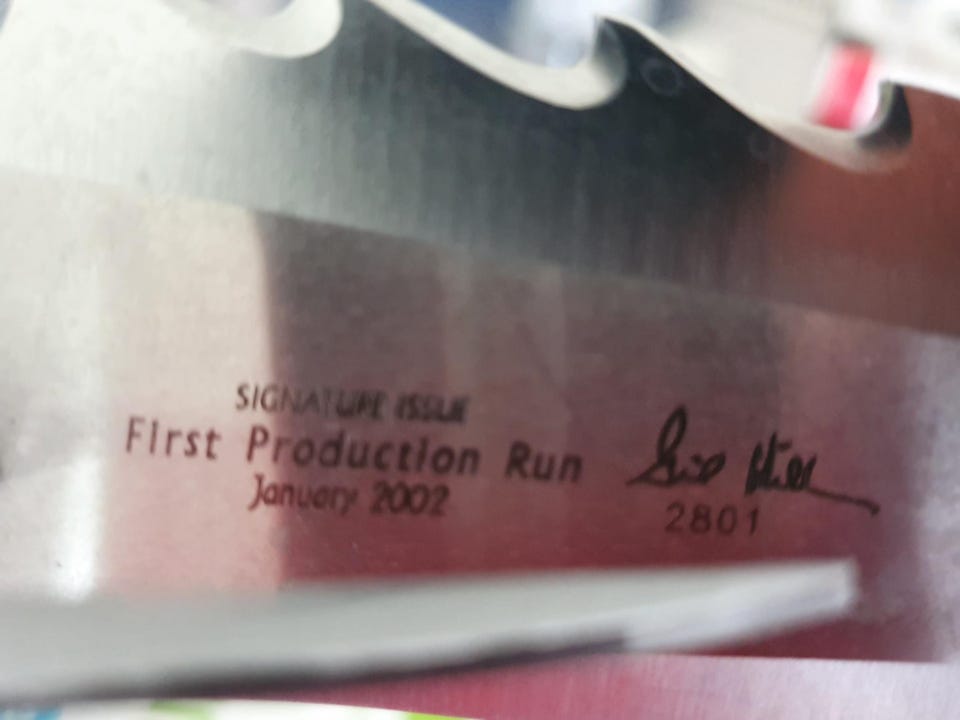 SIGNATURE ISSUE
First Production Run
January 2002
2801